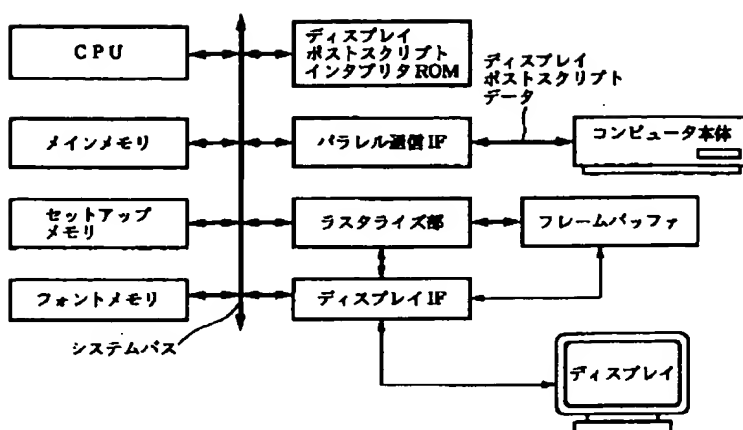 CPU
ディスプレイ
ポストスクリプト
インタプリタROM
ディスプレイ
ポストスクリプト
データ
メインメモリ
パラレル通信IF
コンピュータ本体
セットアップ
メモリ
ラスタライズ部
フレームバッファ
フォントメモリ
ディスプレイIF
システムバス
ディスプレイ